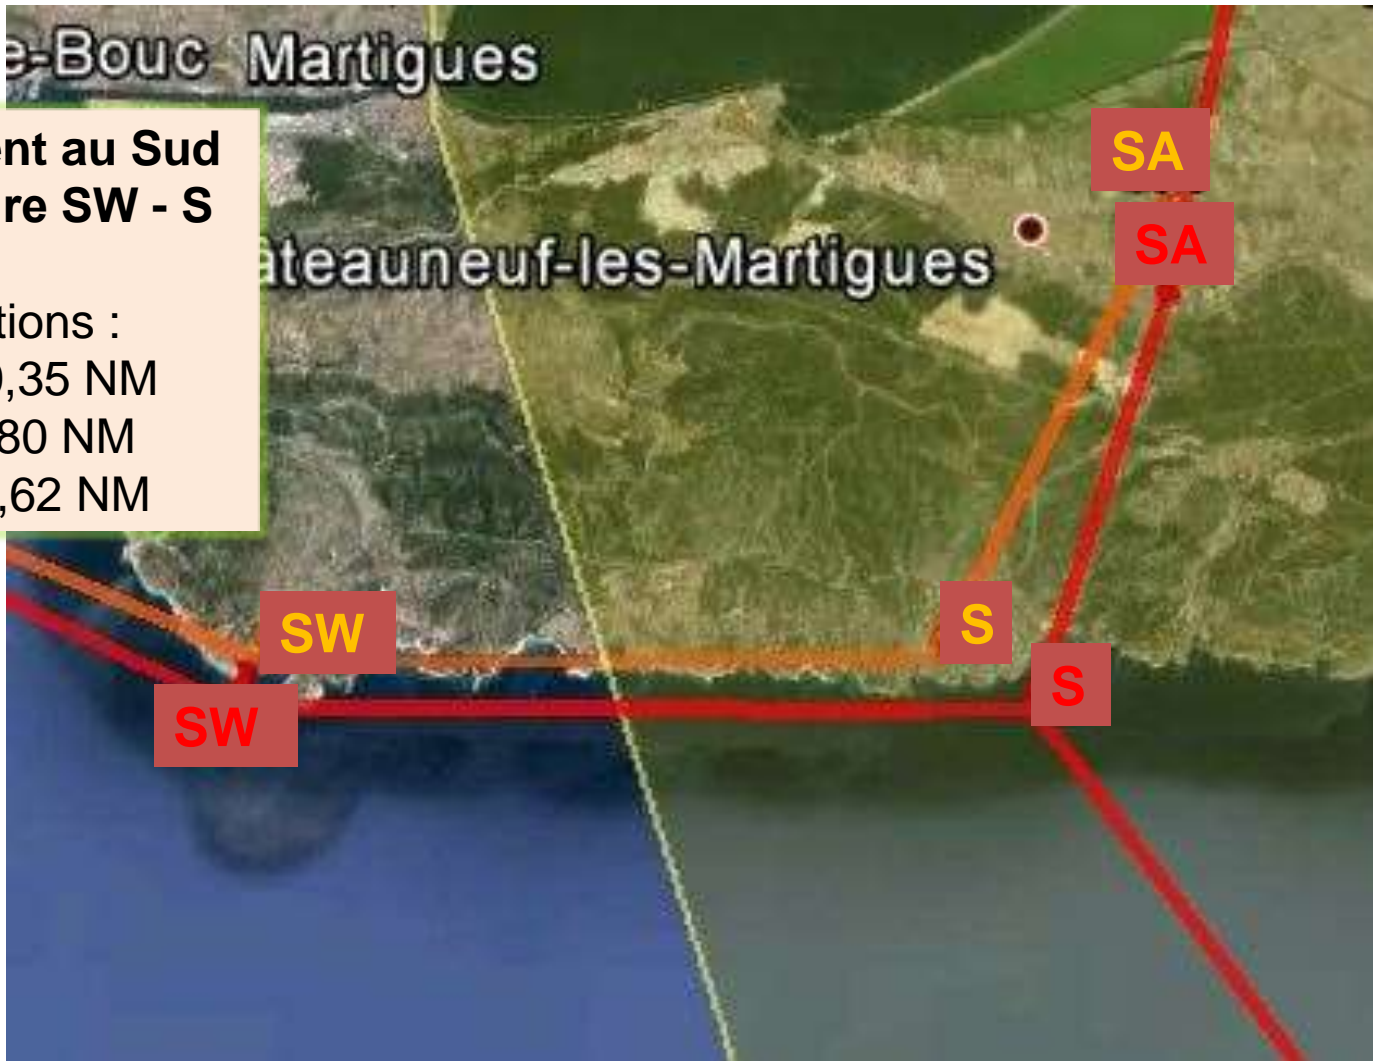 e-Bouc Martigues
ent au Sud
re SW - S
âteauneuf-les-Martigues
tions :
,35 NM
80 NM
,62 NM
SA
SA
SW
S
SW
S